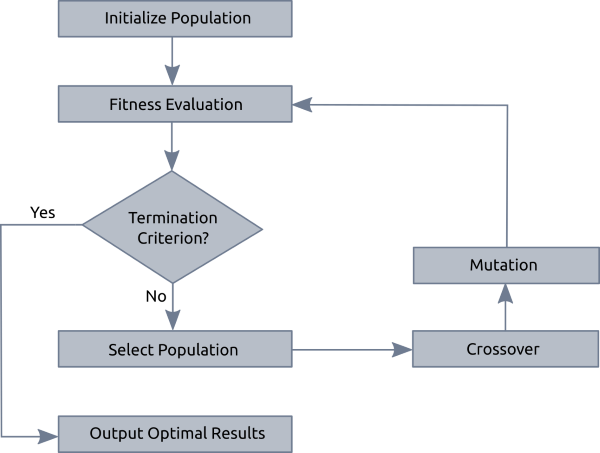 Initialize Population
Fitness Evaluation
Termination
Criterion?
Yes
No
Select Population
Crossover
Mutation
Output Optimal Results